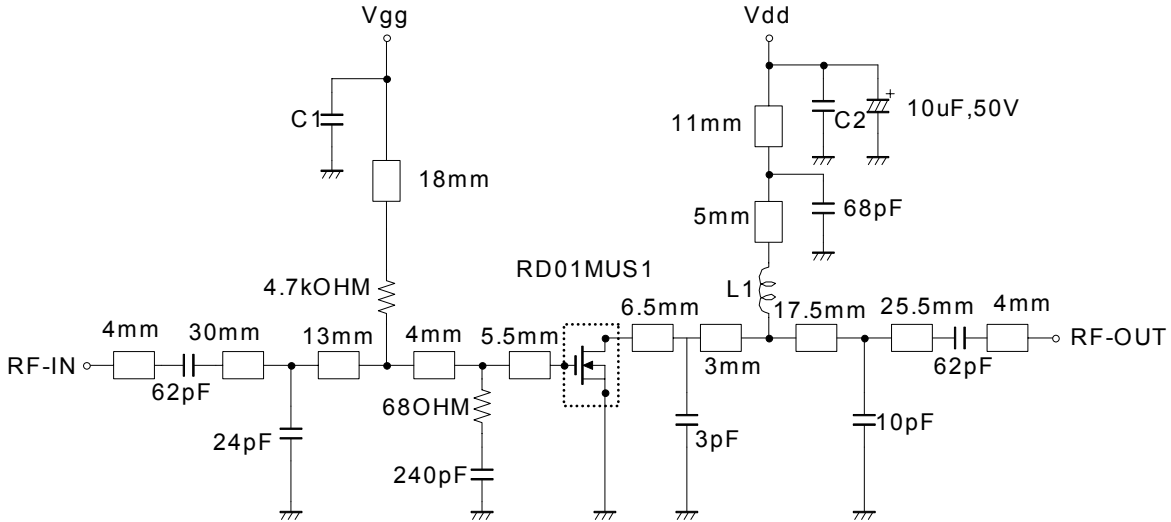 Vgg
Vdd
C1
C2
10uF,50V
11mm
18mm
5mm
68pF
RD01MUS1
4.7kOHM
L1
6.5mm
17.5mm
25.5mm
4mm
4mm
30mm
13mm
4mm
5.5mm
3mm
RF-IN
RF-OUT
62pF
62pF
68OHM
24pF
3pF
10pF
240pF
+